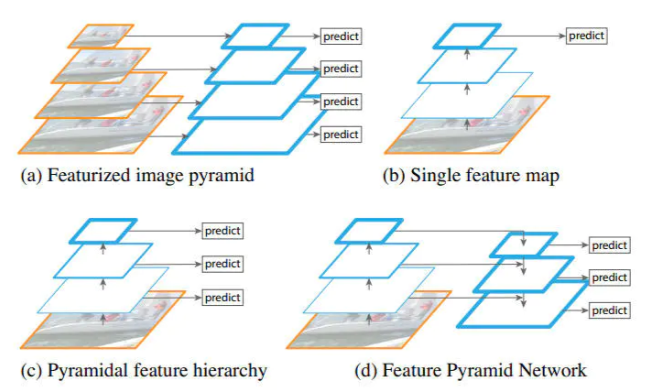 predict
predict
predict
predict
predict
(a) Featurized image pyramid
(b) Single feature map
predict
predict
predict
predict
predict
predict
(c) Pyramidal feature hierarchy
(d) Feature Pyramid Network